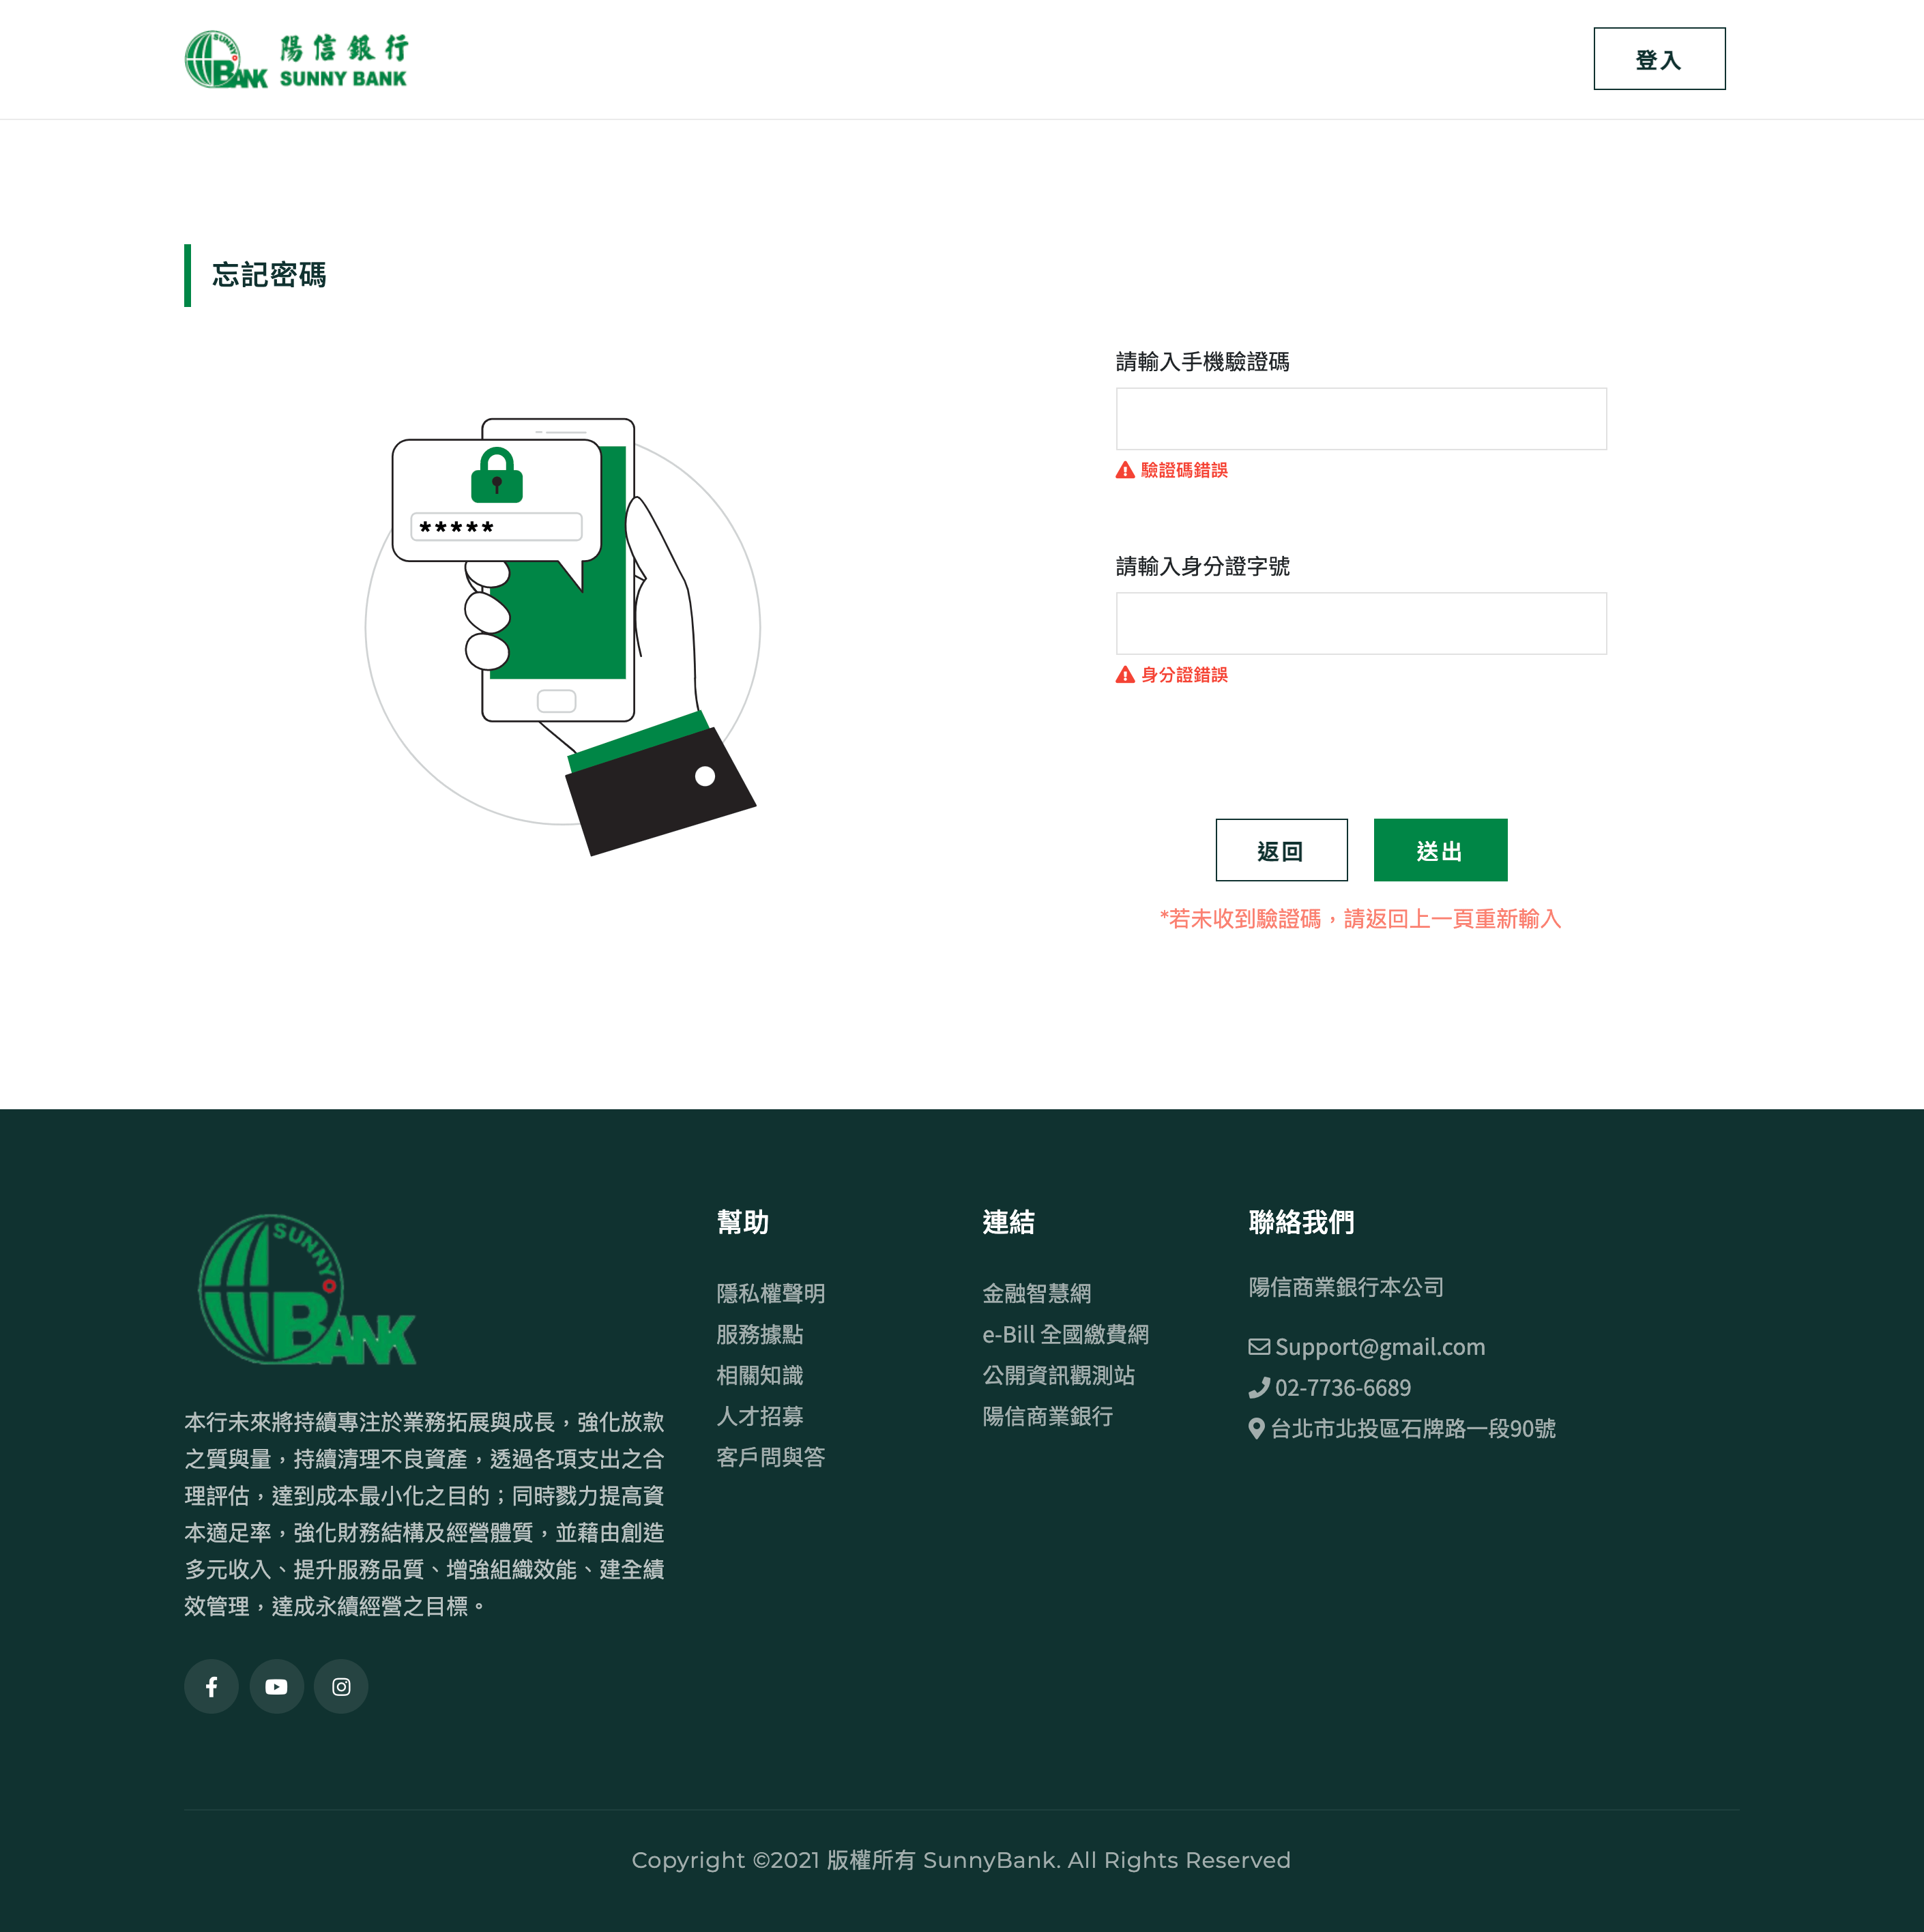 SUNNY
BANK
陽信銀行
SUNNY BANK
登入
忘記密碼
*****
請輸入手機驗證碼
驗證碼錯誤
請輸入身分證字號
身分證錯誤
返回
送出
*若未收到驗證碼，請返回上一頁重新輸入
SUNNY
BANK
本行未來將持續專注於業務拓展與成長，強化放款
之質與量，持續清理不良資產，透過各項支出之合
理評估，達到成本最小化之目的；同時戮力提高資
本適足率，強化財務結構及經營體質，並藉由創造
多元收入、提升服務品質、增強組織效能、建全績
效管理，達成永續經營之目標。
幫助
隱私權聲明
服務據點
相關知識
人才招募
客戶問與答
連結
金融智慧網
e-Bill 全國繳費網
公開資訊觀測站
陽信商業銀行
聯絡我們
陽信商業銀行本公司
Support@gmail.com
02-7736-6689
台北市北投區石牌路一段90號
Copyright ©2021 版權所有 SunnyBank. All Rights Reserved